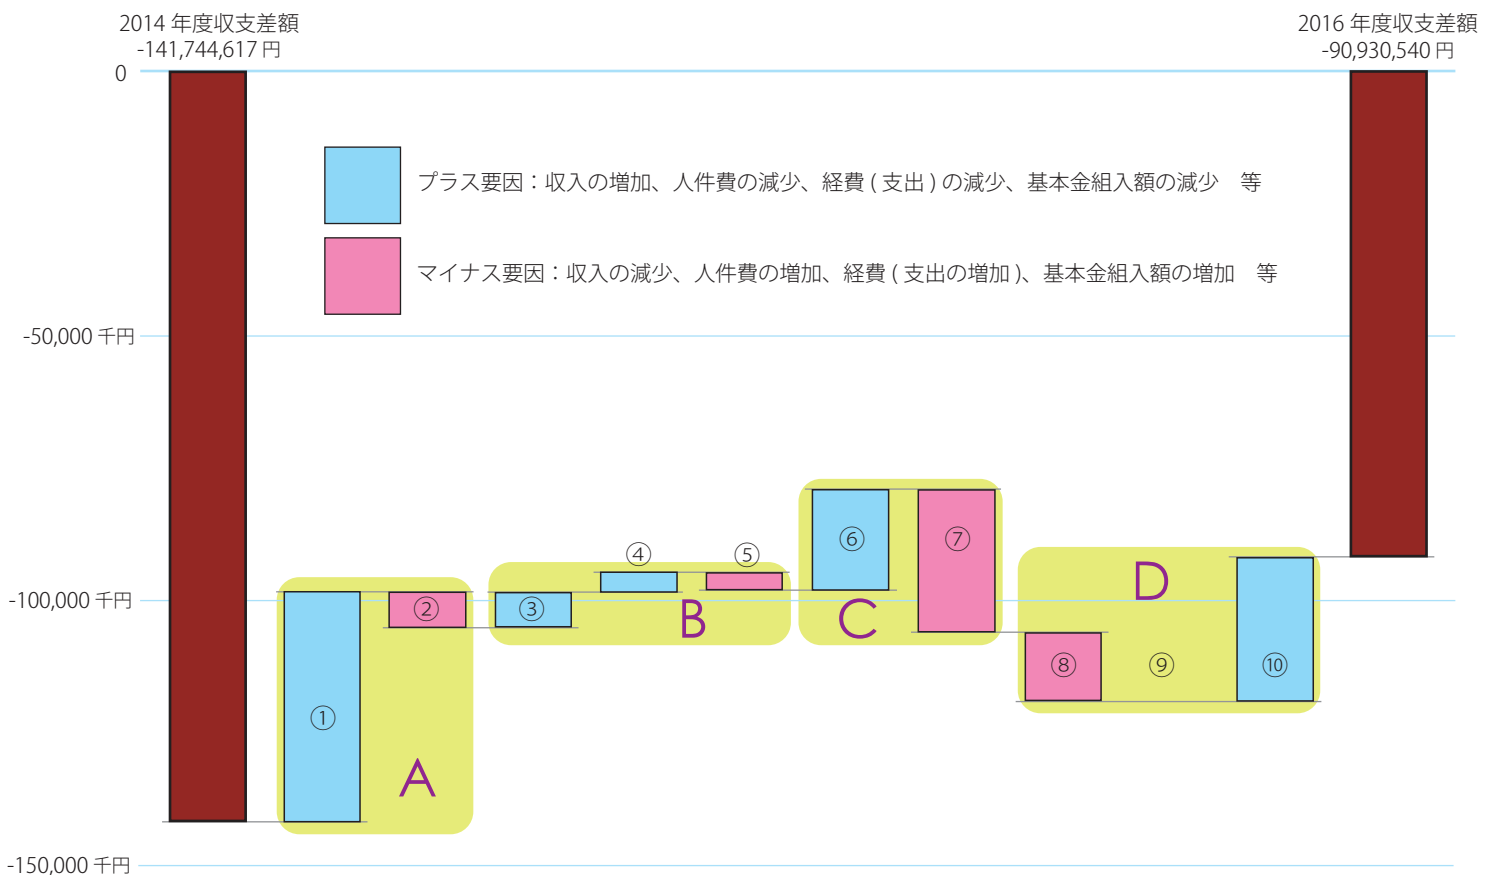 2014 年度収支差額
-141,744,617 円
2016 年度収支差額
-90,930,540 円
0
プラス要因：収入の増加、人件費の減少、経費 ( 支出 ) の減少、基本金組入額の減少　等
マイナス要因：収入の減少、人件費の増加、経費 ( 支出の増加 )、基本金組入額の増加　等
-50,000 千円
④ ⑤
⑥ ⑦
D
-100,000 千円
② ③ B C
⑧ ⑨ ⑩
①
A
-150,000 千円